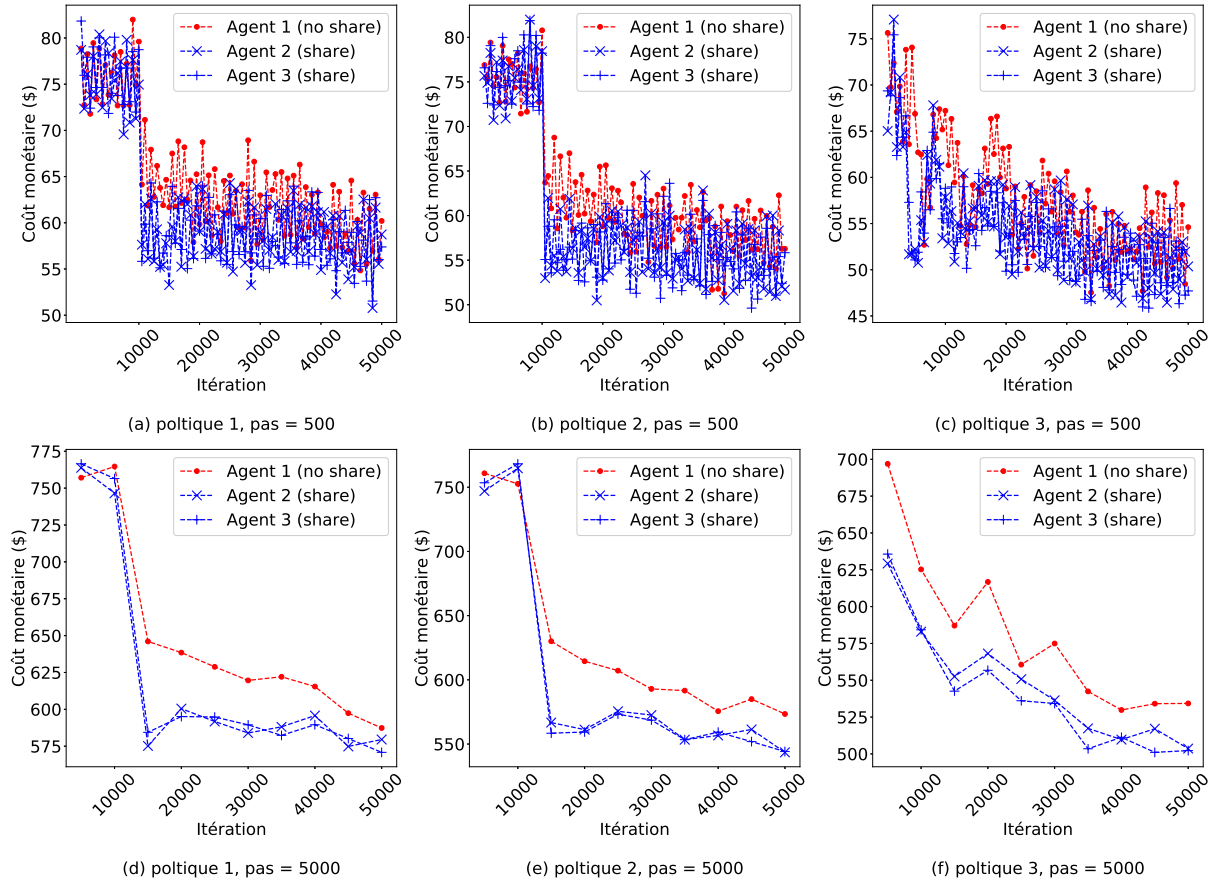 Agent 1 (no share)
Agent 2 (share)
Agent 3 (share)
Coût monétaire ($)
80
75
70
65
60
55
50
10000
20000
30000
40000
50000
Itération
(a) poltique 1, pas = 500
Agent 1 (no share)
Agent 2 (share)
Agent 3 (share)
Coût monétaire ($)
80
75
70
65
60
55
50
10000
20000
30000
40000
50000
Itération
(b) poltique 2, pas = 500
Agent 1 (no share)
Agent 2 (share)
Agent 3 (share)
Coût monétaire ($)
75
70
65
60
55
50
45
10000
20000
30000
40000
50000
Itération
(c) poltique 3, pas = 500
Agent 1 (no share)
Agent 2 (share)
Agent 3 (share)
Coût monétaire ($)
775
750
725
700
675
650
625
600
575
10000
20000
30000
40000
50000
Itération
(d) poltique 1, pas = 5000
Agent 1 (no share)
Agent 2 (share)
Agent 3 (share)
Coût monétaire ($)
750
700
650
600
550
10000
20000
30000
40000
50000
Itération
(e) poltique 2, pas = 5000
Agent 1 (no share)
Agent 2 (share)
Agent 3 (share)
Coût monétaire ($)
700
675
650
625
600
575
550
525
500
10000
20000
30000
40000
50000
Itération
(f) poltique 3, pas = 5000